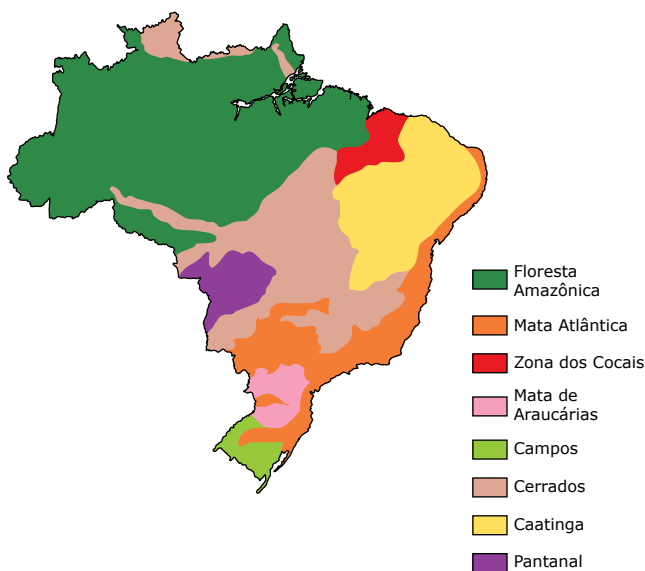 Floresta
Amazônica
Mata Atlântica
Zona dos Cocais
Mata de
Araucárias
Campos
Cerrados
Caatinga
Pantanal